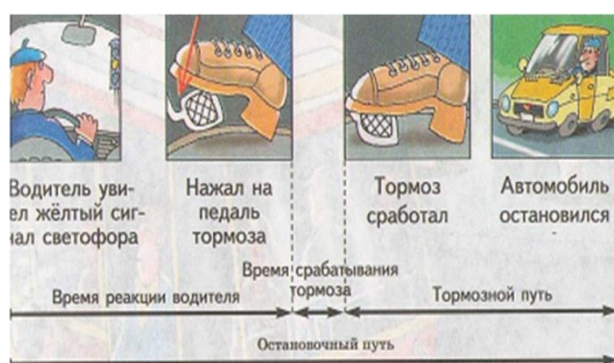 Водитель уви-
ел жёлтый сиг-
нал светофора
Нажал на
педаль
тормоза
Тормоз
сработал
Автомобиль
остановился
Время срабатывания
тормоза
Время реакции водителя
Тормозной путь
Остановочный путь